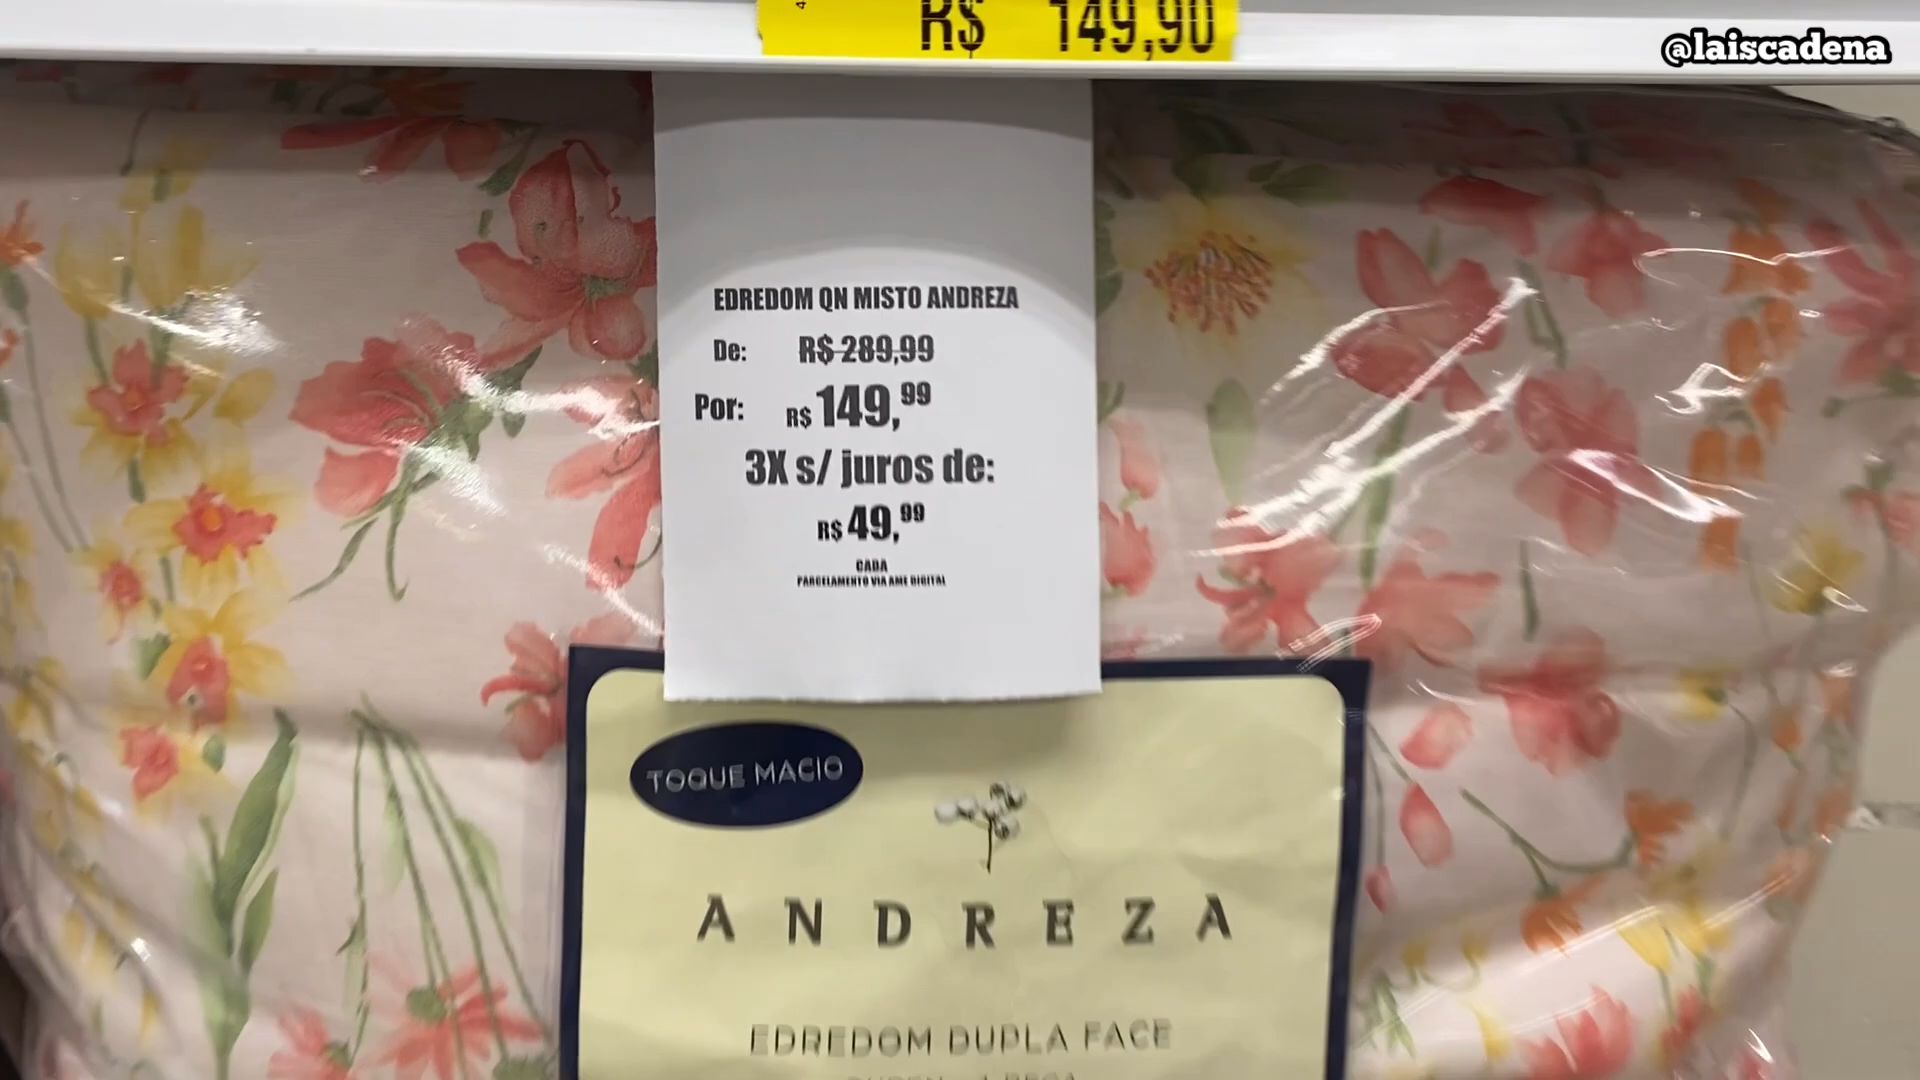 R$ 149,90
@laiscadena
EDREDOM QN MISTO ANDREZA
De: R$ 289,99
Por: R$ 149,99
3X s/ juros de:
R$ 49,99
CADA
PARCELAMENTO VIA AME DIGITAL
TOQUE MACIO
ANDREZA
EDREDOM DUPLA FACE